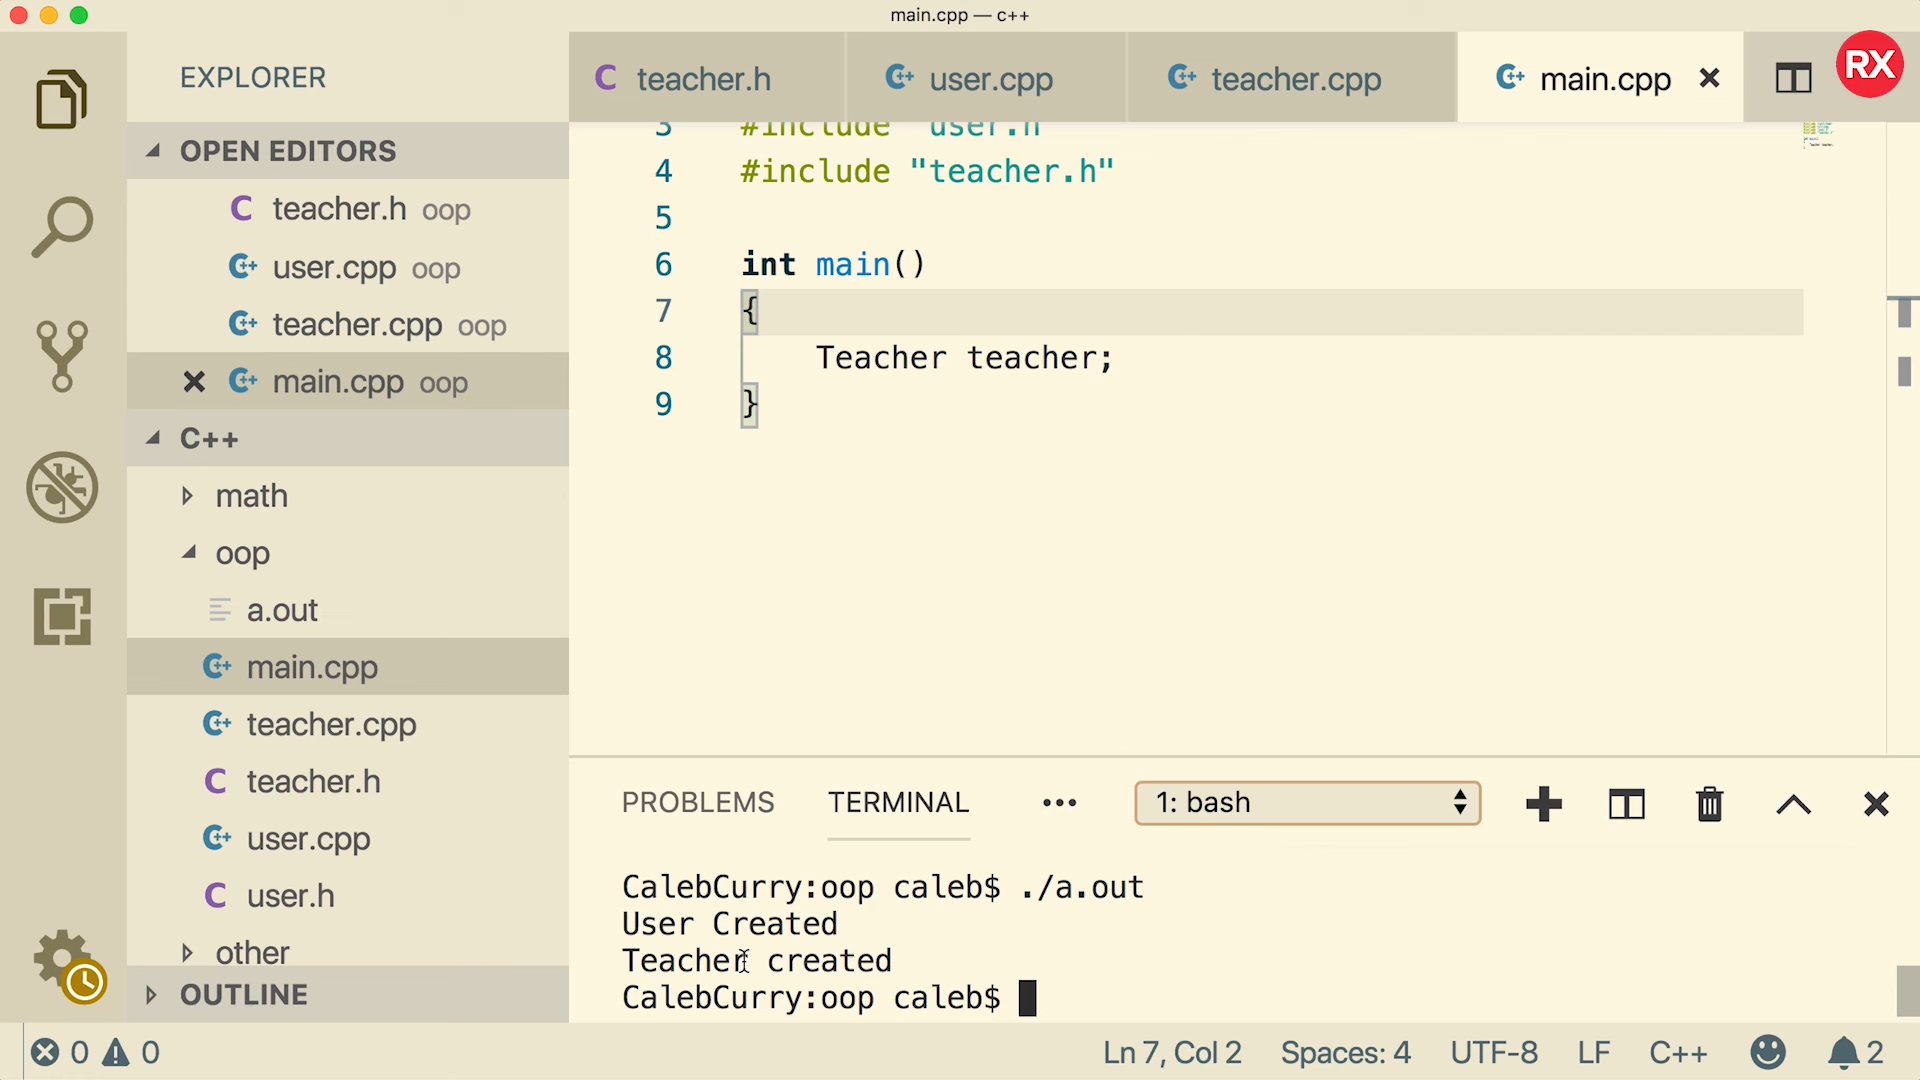 main.cpp — c++
EXPLORER
OPEN EDITORS
teacher.h oop
user.cpp oop
teacher.cpp oop
main.cpp oop
C++
math
oop
a.out
main.cpp
teacher.cpp
teacher.h
user.cpp
user.h
other
OUTLINE
teacher.h user.cpp teacher.cpp main.cpp RX
3 #include "user.h"
4 #include "teacher.h"
5
6 int main()
7 {
8 Teacher teacher;
9 }
PROBLEMS TERMINAL ••• 1: bash
CalebCurry:oop caleb$ ./a.out
User Created
Teacher created
CalebCurry:oop caleb$
0 0 Ln 7, Col 2 Spaces: 4 UTF-8 LF C++ 2